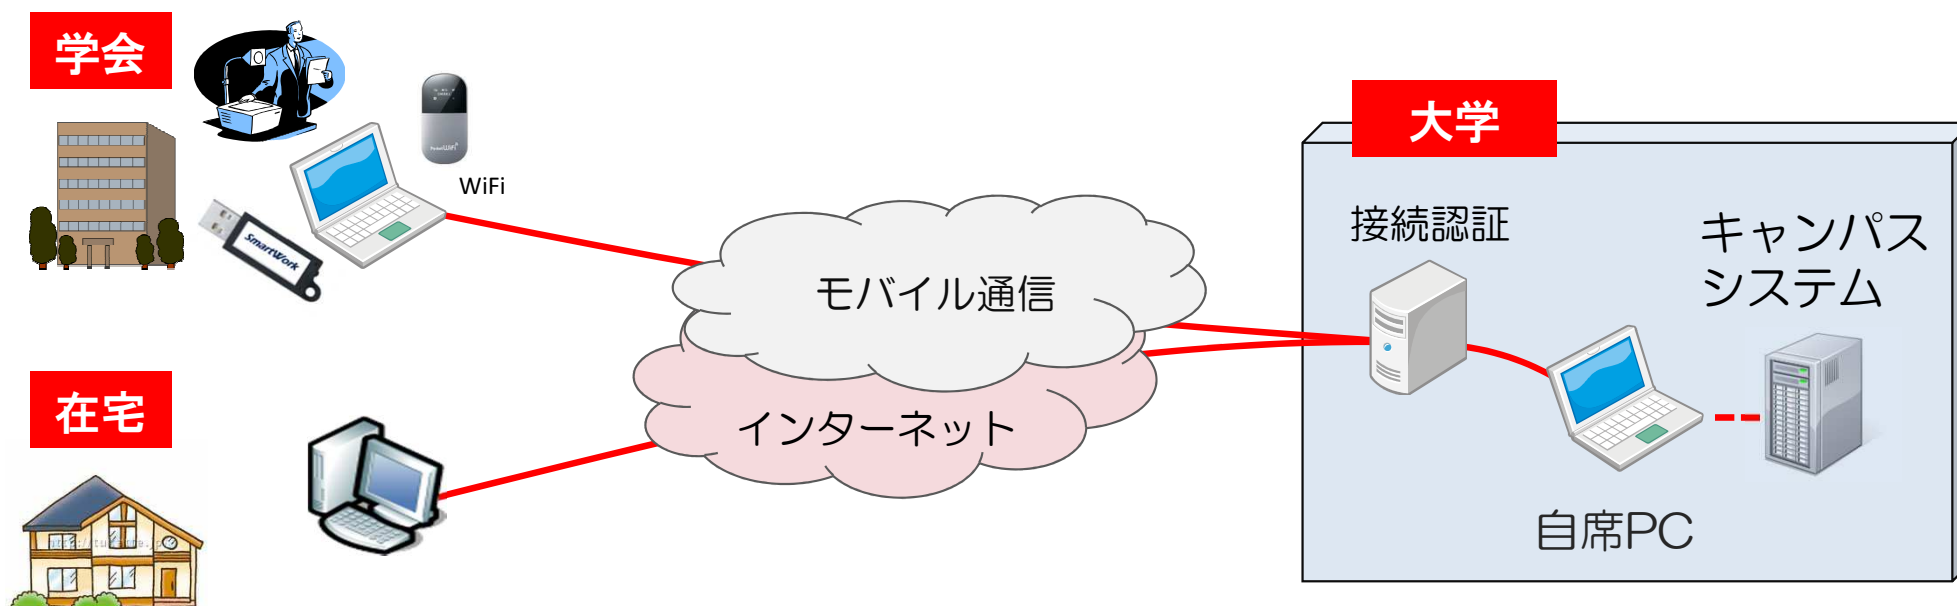 学会
WiFi
SmartWork
在宅
モバイル通信
インターネット
大学
接続認証
キャンパス
システム
自席PC